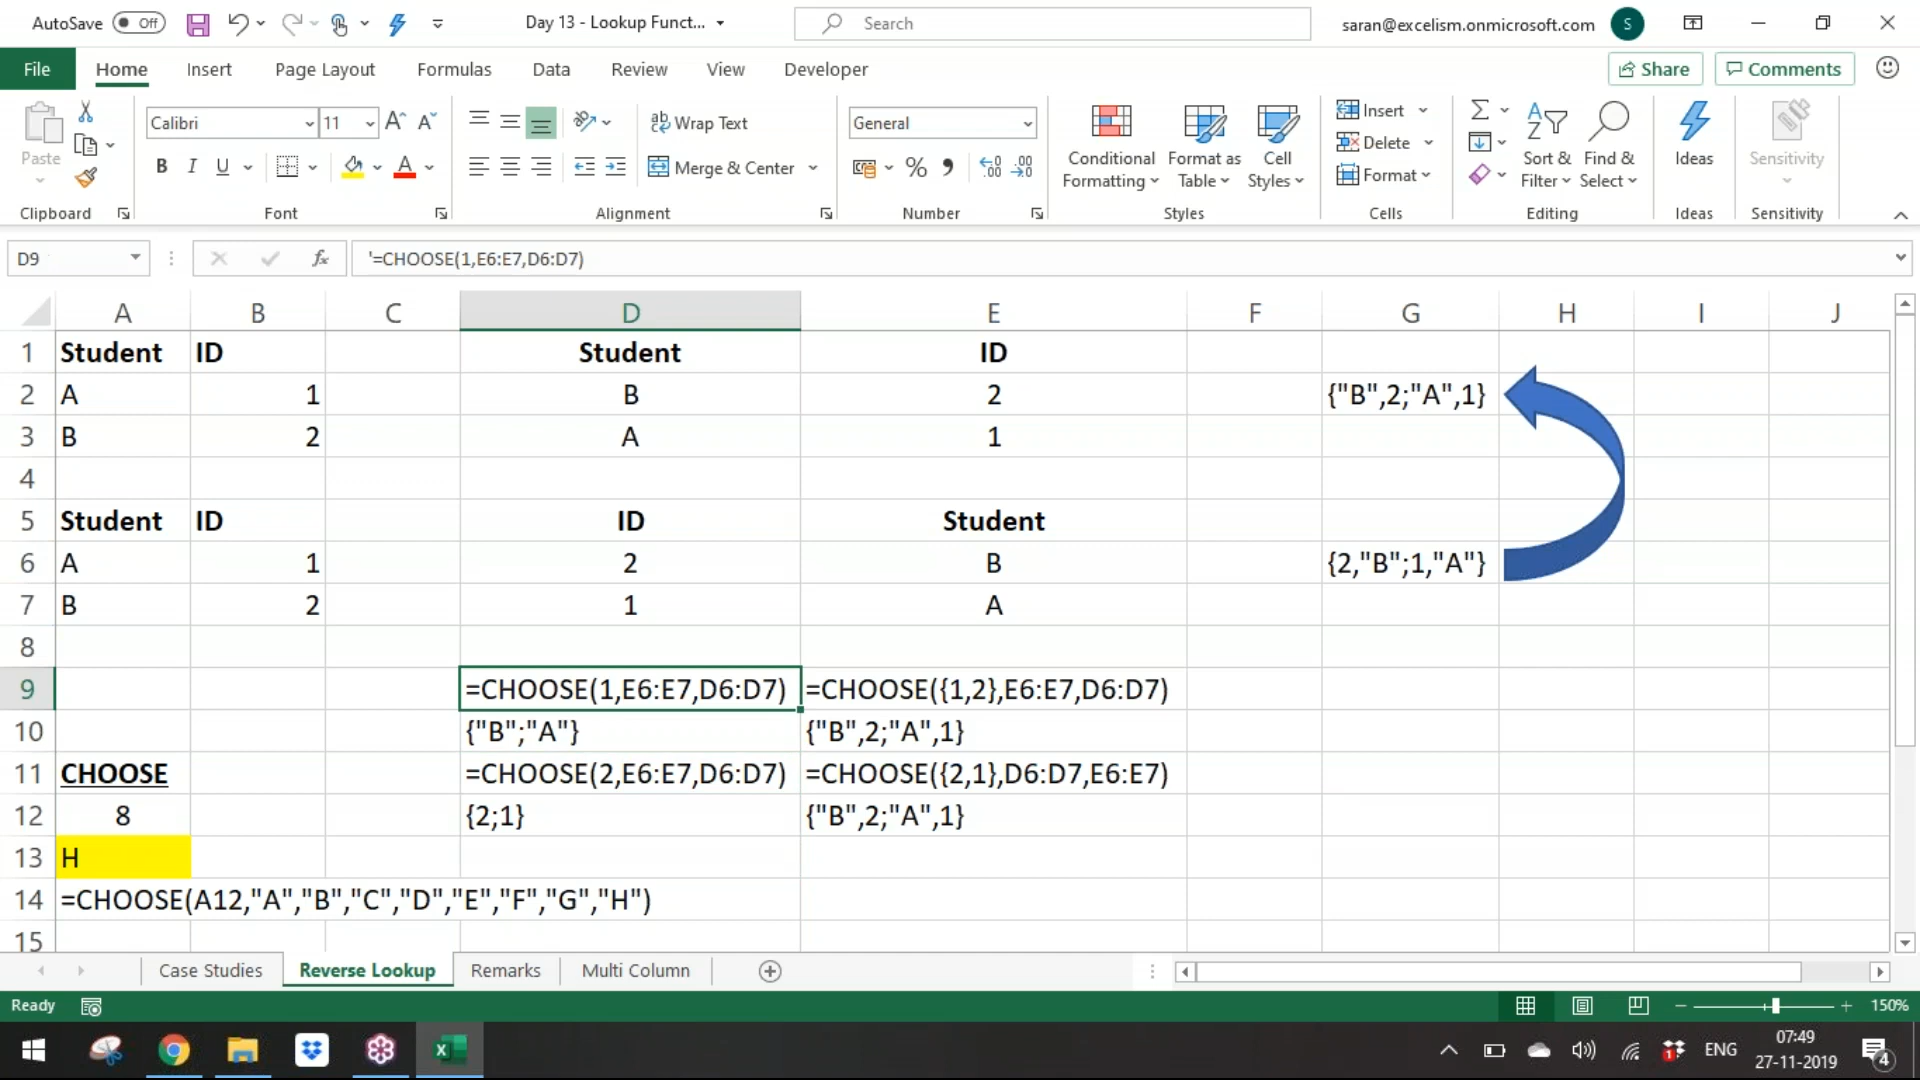 AutoSave Off Day 13 - Lookup Funct... Search saran@excelism.onmicrosoft.com S
File Home Insert Page Layout Formulas Data Review View Developer Share Comments
Paste Calibri 11 A A ab Wrap Text General Conditional Formatting Format as Table Cell Styles Insert Delete Format Sort & Filter Find & Select Ideas Sensitivity
B I U A Merge & Center % 9
Clipboard Font Alignment Number Styles Cells Editing Ideas Sensitivity
D9 fx '=CHOOSE(1,E6:E7,D6:D7)
A B C D E F G H I J
1 Student ID Student ID
2 A 1 B 2 {"B",2;"A",1}
3 B 2 A 1
4
5 Student ID ID Student
6 A 1 2 B {2,"B";1,"A"}
7 B 2 1 A
8
9 =CHOOSE(1,E6:E7,D6:D7) =CHOOSE({1,2},E6:E7,D6:D7)
10 {"B";"A"} {"B",2;"A",1}
11 CHOOSE =CHOOSE(2,E6:E7,D6:D7) =CHOOSE({2,1},D6:D7,E6:E7)
12 8 {2;1} {"B",2;"A",1}
13 H
14 =CHOOSE(A12,"A","B","C","D","E","F","G","H")
15
Case Studies Reverse Lookup Remarks Multi Column
Ready 150%
ENG 07:49
27-11-2019 4